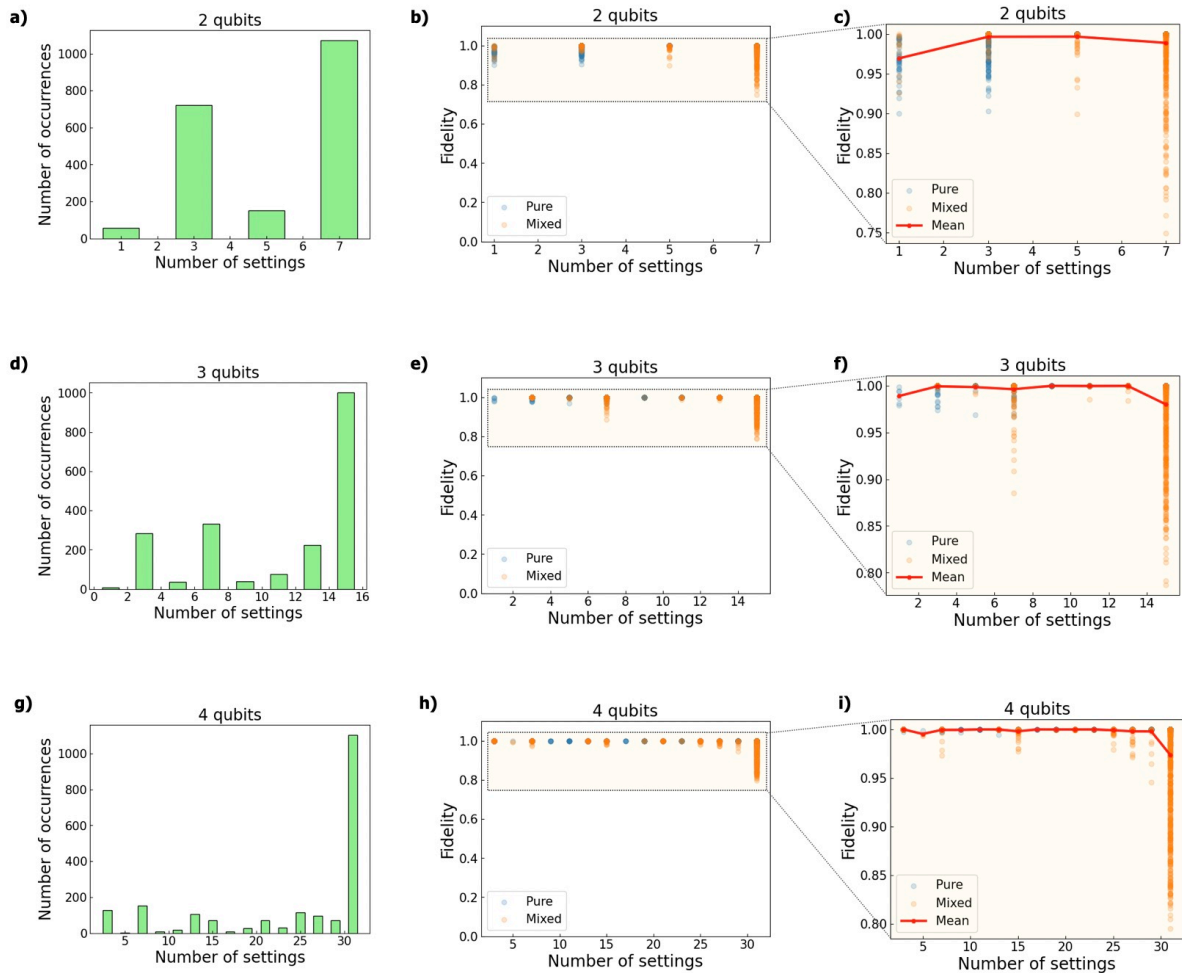 a)
2 qubits
1000
800
600
400
200
0
Number of occurrences
1 2 3 4 5 6 7
Number of settings
b)
2 qubits
1.0
0.8
0.6
0.4
0.2
0.0
Fidelity
Pure
Mixed
1 2 3 4 5 6 7
Number of settings
c)
2 qubits
1.00
0.95
0.90
0.85
0.80
0.75
Fidelity
Pure
Mixed
Mean
1 2 3 4 5 6 7
Number of settings
d)
3 qubits
1000
800
600
400
200
0
Number of occurrences
0 2 4 6 8 10 12 14 16
Number of settings
e)
3 qubits
1.0
0.8
0.6
0.4
0.2
0.0
Fidelity
Pure
Mixed
2 4 6 8 10 12 14
Number of settings
f)
3 qubits
1.00
0.95
0.90
0.85
0.80
Fidelity
Pure
Mixed
Mean
2 4 6 8 10 12 14
Number of settings
g)
4 qubits
1000
800
600
400
200
0
Number of occurrences
5 10 15 20 25 30
Number of settings
h)
4 qubits
1.0
0.8
0.6
0.4
0.2
0.0
Fidelity
Pure
Mixed
5 10 15 20 25 30
Number of settings
i)
4 qubits
1.00
0.95
0.90
0.85
0.80
Fidelity
Pure
Mixed
Mean
5 10 15 20 25 30
Number of settings